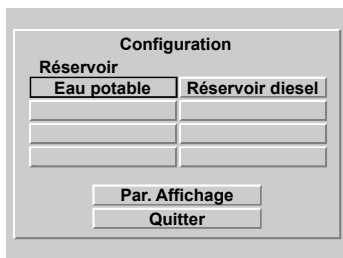 Configuration
Réservoir
Eau potable Réservoir diesel
Par. Affichage
Quitter